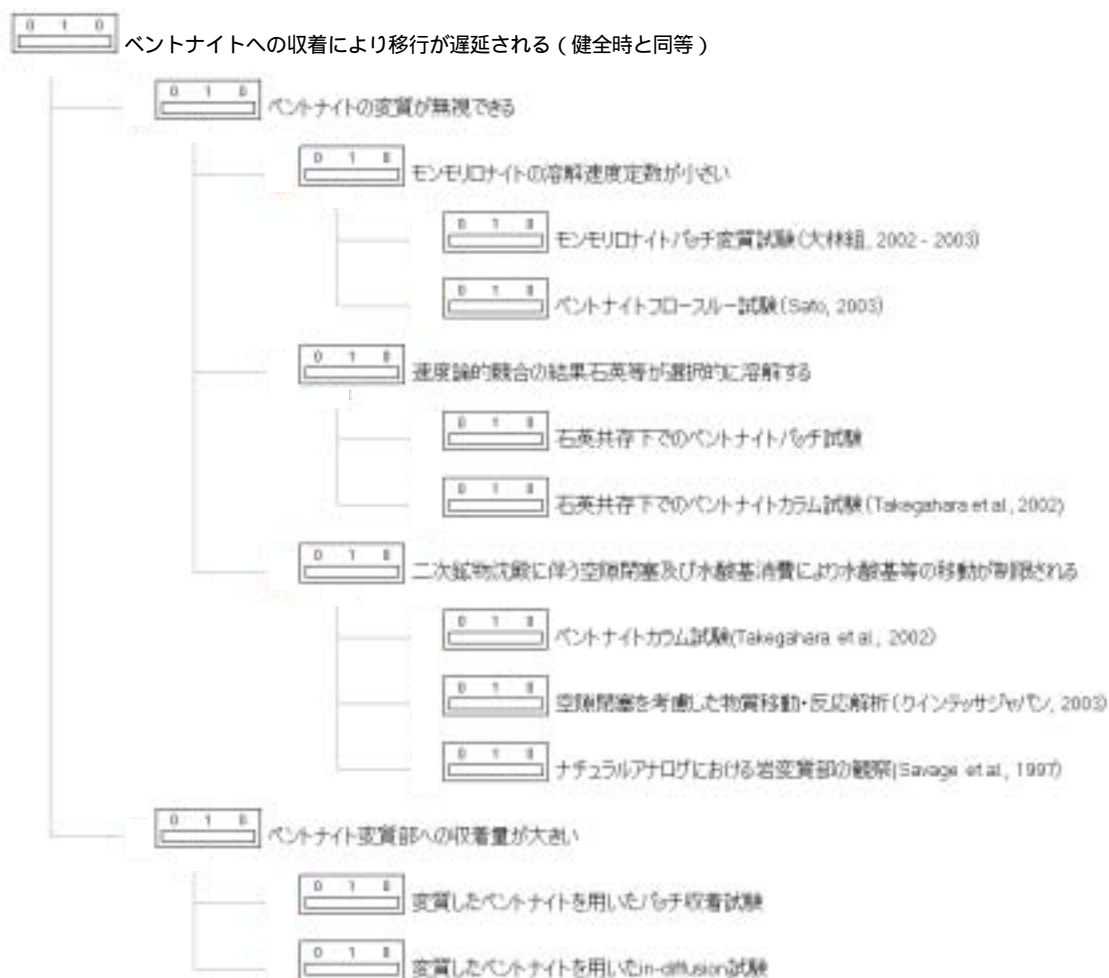 0 1 0
ベントナイトへの収着により移行が遅延される(健全時と同等)
0 1 0
ベントナイトの変質が無視できる
0 1 0
モンモリロナイトの溶解速度定数が小さい
0 1 0
モンモリロナイトバッチ変質試験(大林組, 2002 - 2003)
0 1 0
ベントナイトフロースルー試験(Sato, 2003)
0 1 0
速度論的競合の結果石英等が選択的に溶解する
0 1 0
石英共存下でのベントナイトバッチ試験
0 1 0
石英共存下でのベントナイトカラム試験(Takegahara et al., 2002)
0 1 0
二次鉱物沈殿に伴う空隙閉塞及び水酸基消費により水酸基等の移動が制限される
0 1 0
ベントナイトカラム試験(Takegahara et al., 2002)
0 1 0
空隙閉塞を考慮した物質移動・反応解析(クインテッサジャパン, 2003)
0 1 0
ナチュラルアナログにおける岩変質部の観察(Savage et al., 1997)
0 1 0
ベントナイト変質部への収着量が大きい
0 1 0
変質したベントナイトを用いたバッチ収着試験
0 1 0
変質したベントナイトを用いたin-diffusion試験